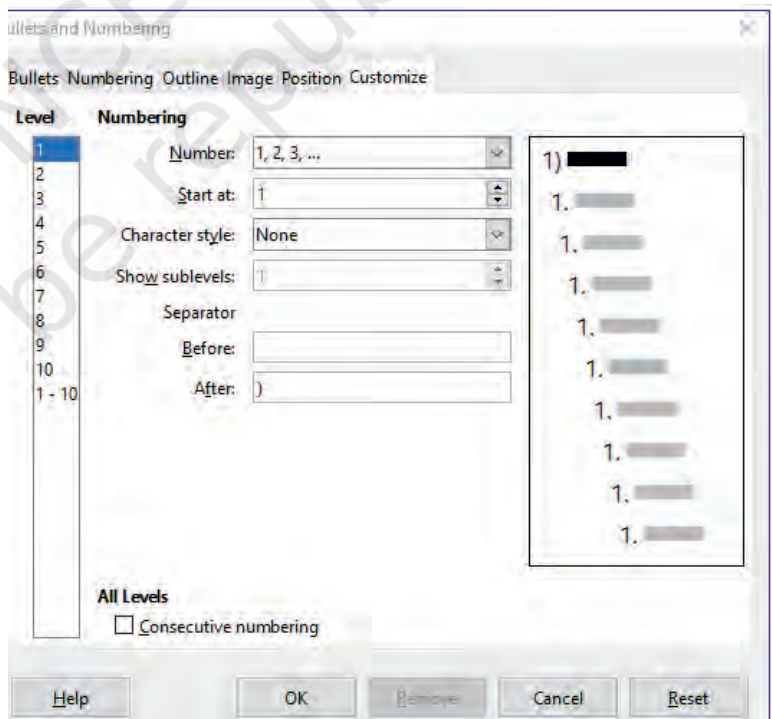 ullets and Numbering
Bullets Numbering Outline Image Position Customize
Level Numbering
1
2
3
4
5
6
7
8
9
10
1 - 10
Number: 1, 2, 3, ...
Start at: 1
Character style: None
Show sublevels: 1
Separator
Before:
After: )
1)
1.
1.
1.
1.
1.
1.
1.
1.
1.
All Levels
Consecutive numbering
Help OK Remove Cancel Reset